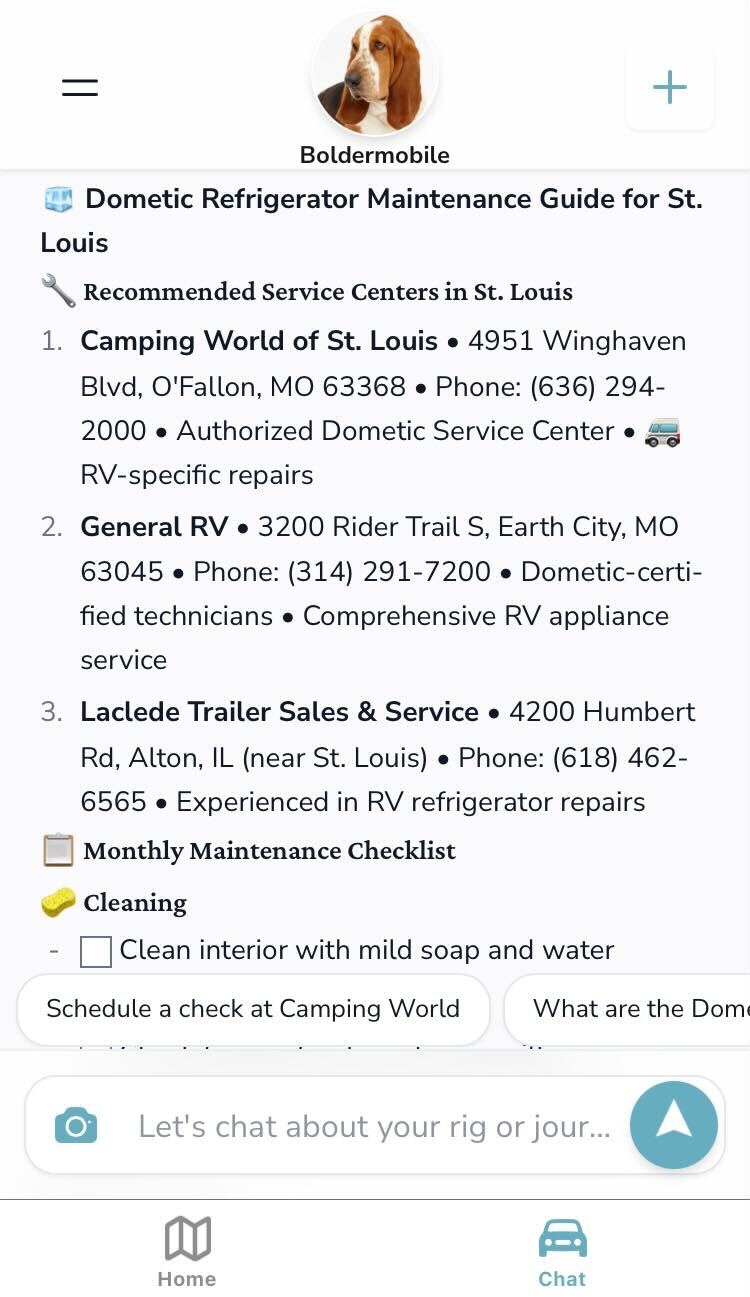 Boldermobile
🧊 Dometic Refrigerator Maintenance Guide for St.
Louis
🔧 Recommended Service Centers in St. Louis
1. Camping World of St. Louis • 4951 Winghaven
Blvd, O'Fallon, MO 63368 • Phone: (636) 294-
2000 • Authorized Dometic Service Center • 🚐
RV-specific repairs
2. General RV • 3200 Rider Trail S, Earth City, MO
63045 • Phone: (314) 291-7200 • Dometic-certi-
fied technicians • Comprehensive RV appliance
service
3. Laclede Trailer Sales & Service • 4200 Humbert
Rd, Alton, IL (near St. Louis) • Phone: (618) 462-
6565 • Experienced in RV refrigerator repairs
📋 Monthly Maintenance Checklist
🧽 Cleaning
- Clean interior with mild soap and water
Schedule a check at Camping World
What are the Dome
Let's chat about your rig or jour...
Home
Chat